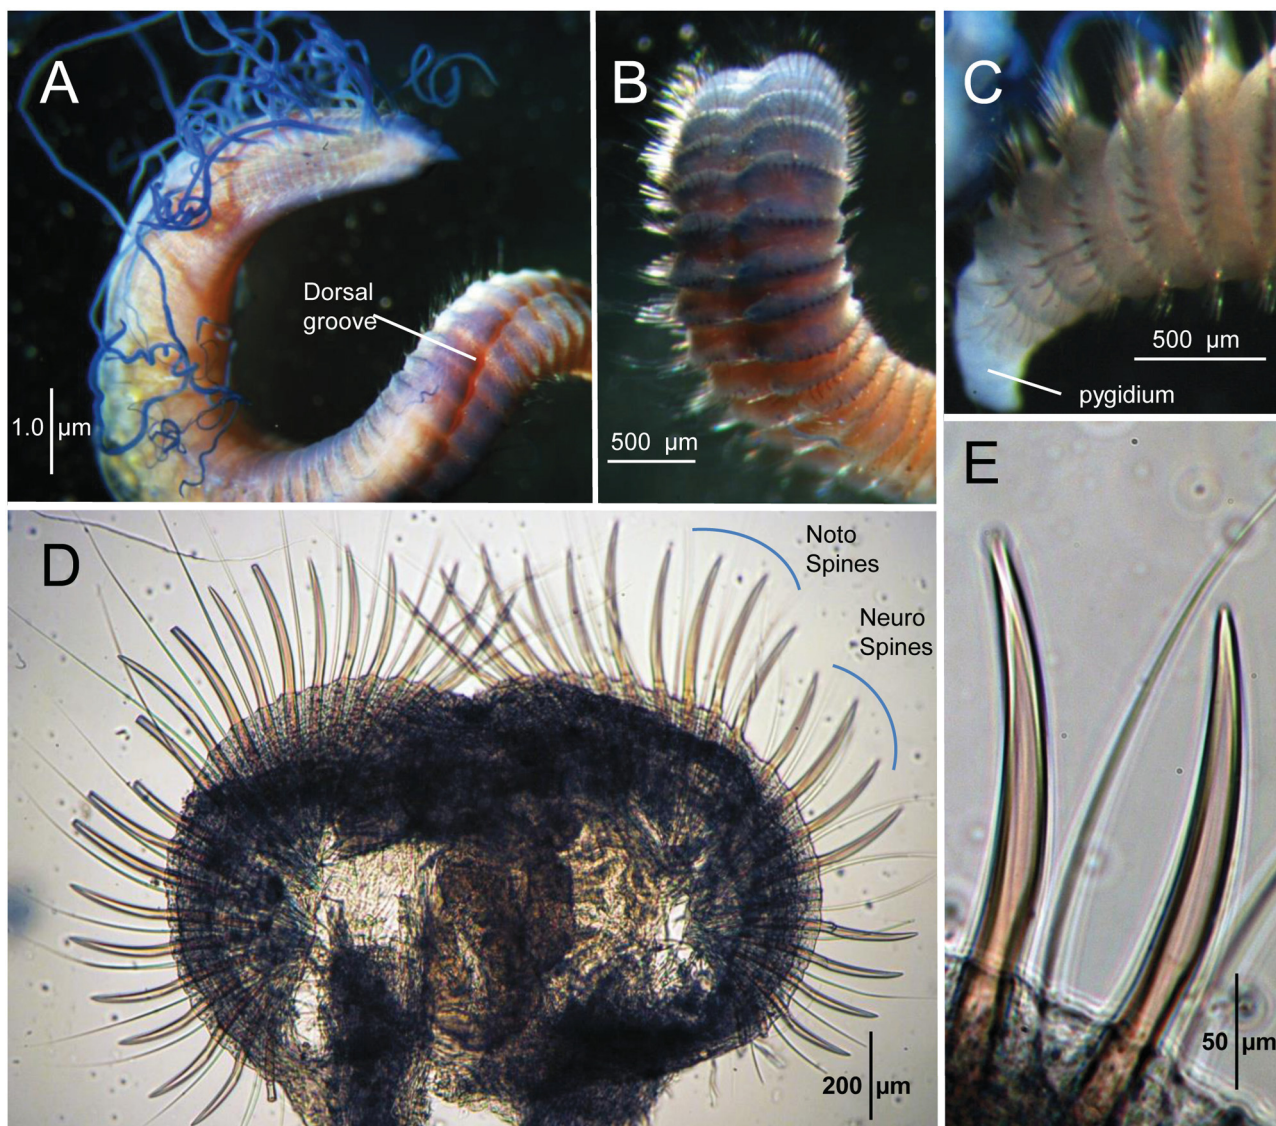 A
Dorsal
groove
1.0 μm
B
500 μm
C
500 μm
pygidium
D
Noto
Spines
Neuro
Spines
200 μm
E
50 μm